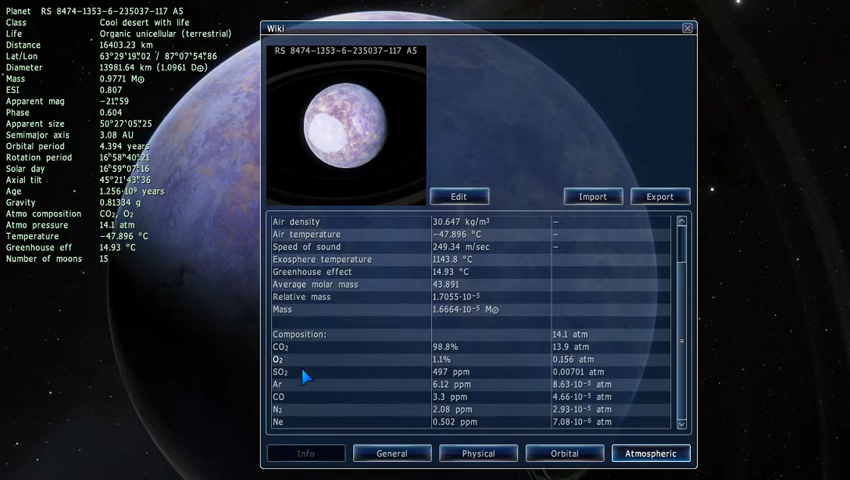 Planet RS 8474-1353-6-235037-117 A5
Class Cool desert with life
Life Organic unicellular (terrestrial)
Distance 16403.23 km
Lat/Lon 63°29'19.02 / 87°07'54.86
Diameter 13981.64 km (1.0961 D⊕)
Mass 0.9771 M⊕
ESI 0.807
Apparent mag -21.59
Phase 0.604
Apparent size 50°27'05.25
Semimajor axis 3.08 AU
Orbital period 4.394 years
Rotation period 16ʰ58ᵐ40ˢ21
Solar day 16ʰ59ᵐ07ˢ16
Axial tilt 45°21'43.36
Age 1.256·10⁹ years
Gravity 0.81334 g
Atmo composition CO₂, O₂
Atmo pressure 14.1 atm
Temperature -47.896 °C
Greenhouse eff 14.93 °C
Number of moons 15
Wiki
RS 8474-1353-6-235037-117 A5
Edit Import Export
Air density 30.647 kg/m³ –
Air temperature -47.896 °C –
Speed of sound 249.34 m/sec –
Exosphere temperature 1143.8 °C
Greenhouse effect 14.93 °C
Average molar mass 43.891
Relative mass 1.7055·10⁻⁵
Mass 1.6664·10⁻⁵ M⊕
Composition: 14.1 atm
CO₂ 98.8% 13.9 atm
O₂ 1.1% 0.156 atm
SO₂ 497 ppm 0.00701 atm
Ar 6.12 ppm 8.63·10⁻⁵ atm
CO 3.3 ppm 4.66·10⁻⁵ atm
N₂ 2.08 ppm 2.93·10⁻⁵ atm
Ne 0.502 ppm 7.08·10⁻⁶ atm
Info General Physical Orbital Atmospheric